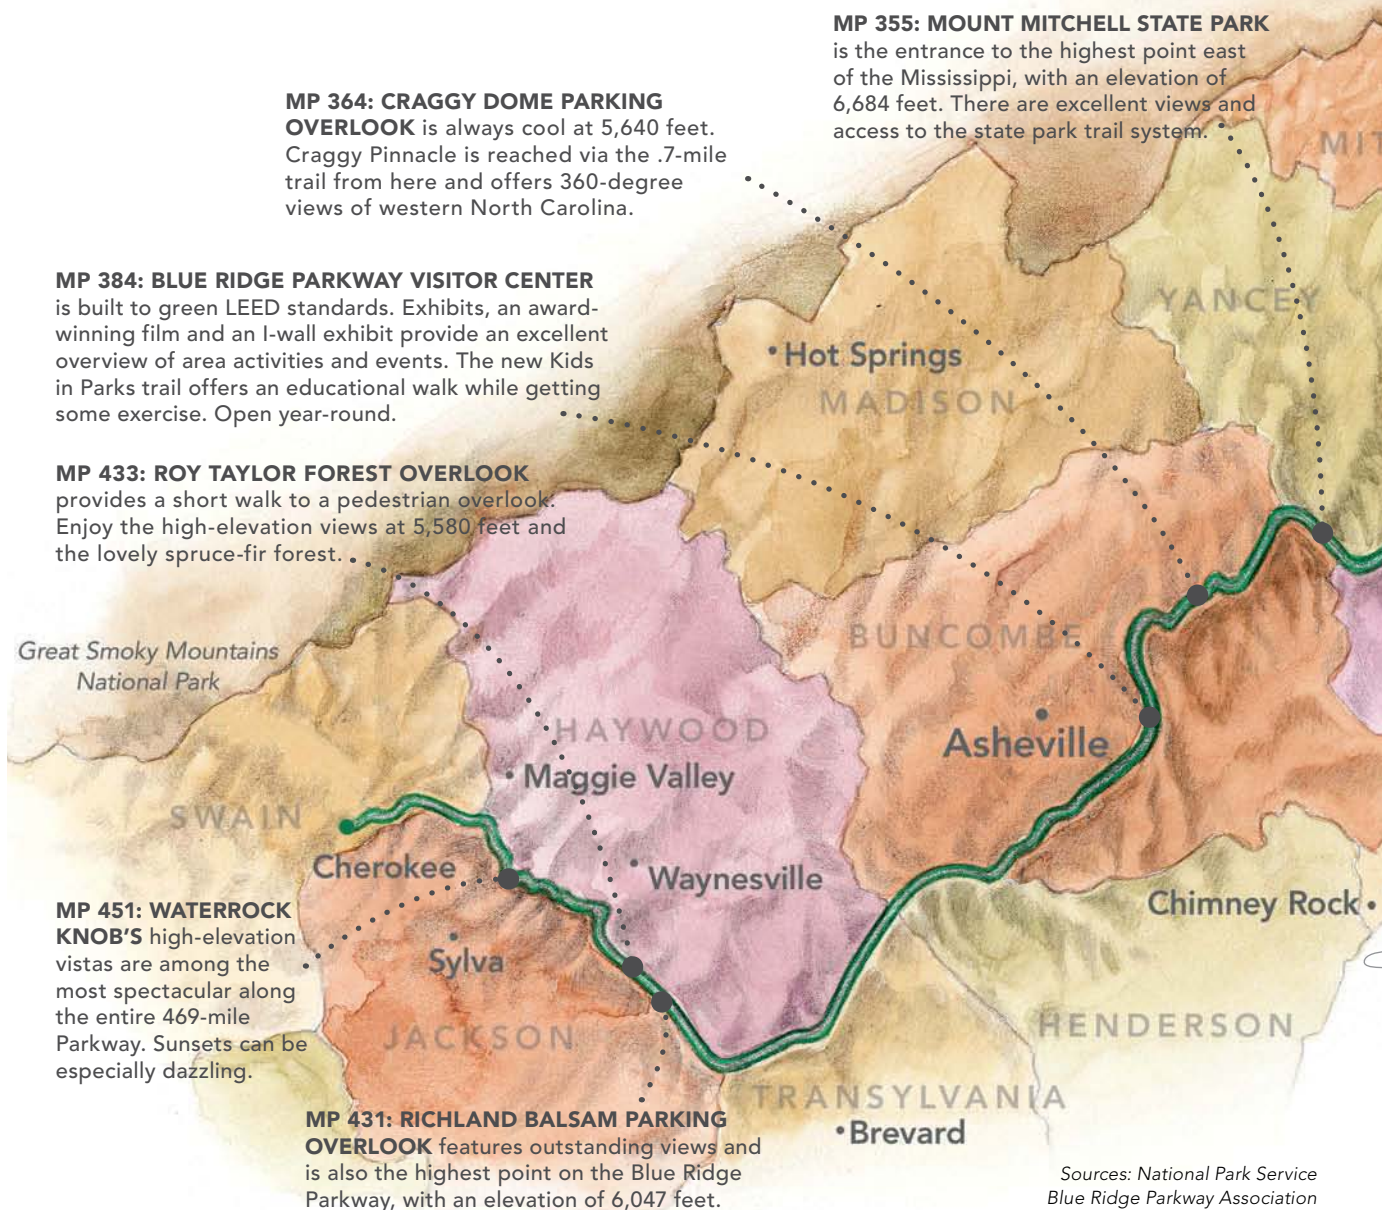 MP 355: MOUNT MITCHELL STATE PARK
is the entrance to the highest point east
of the Mississippi, with an elevation of
6,684 feet. There are excellent views and
access to the state park trail system.
MP 364: CRAGGY DOME PARKING
OVERLOOK is always cool at 5,640 feet.
Craggy Pinnacle is reached via the .7-mile
trail from here and offers 360-degree
views of western North Carolina.
MP 384: BLUE RIDGE PARKWAY VISITOR CENTER
is built to green LEED standards. Exhibits, an award-
winning film and an I-wall exhibit provide an excellent
overview of area activities and events. The new Kids
in Parks trail offers an educational walk while getting
some exercise. Open year-round.
MP 433: ROY TAYLOR FOREST OVERLOOK
provides a short walk to a pedestrian overlook.
Enjoy the high-elevation views at 5,580 feet and
the lovely spruce-fir forest.
MIT
YANCEY
Hot Springs
MADISON
BUNCOMBE
Asheville
Great Smoky Mountains
National Park
HAYWOOD
Maggie Valley
SWAIN
Cherokee
Waynesville
Chimney Rock
Sylva
JACKSON
HENDERSON
TRANSYLVANIA
Brevard
MP 451: WATERROCK
KNOB'S high-elevation
vistas are among the
most spectacular along
the entire 469-mile
Parkway. Sunsets can be
especially dazzling.
MP 431: RICHLAND BALSAM PARKING
OVERLOOK features outstanding views and
is also the highest point on the Blue Ridge
Parkway, with an elevation of 6,047 feet.
Sources: National Park Service
Blue Ridge Parkway Association